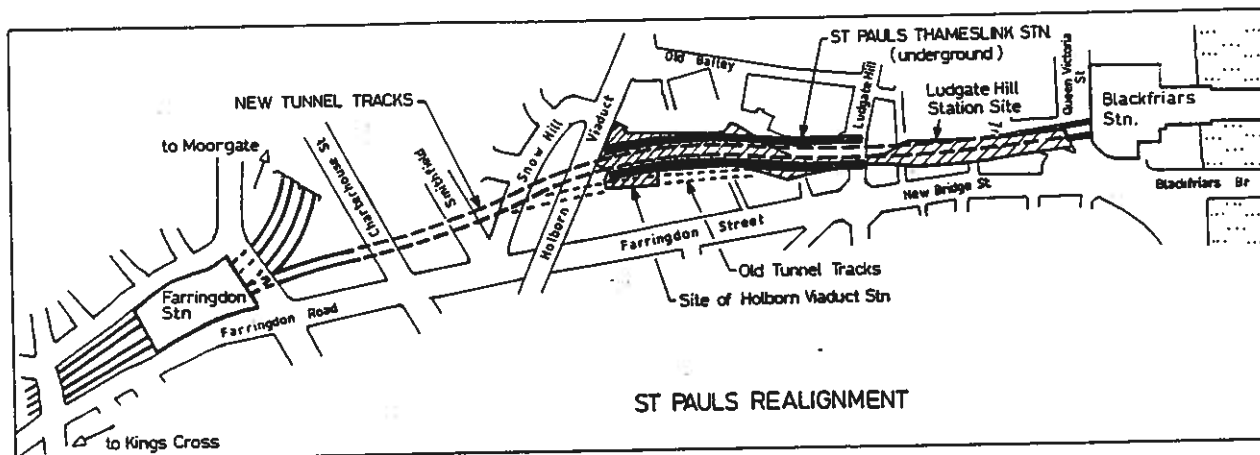 ST PAULS THAMESLINK STN.
(underground)
Old Bailey
Ludgate Hill
Queen Victoria
St
Ludgate Hill
Station Site
Blackfriars
Stn.
NEW TUNNEL TRACKS
Snow Hill
Viaduct
to Moorgate
Charterhouse St
Smithfield
Holborn
New Bridge St
Blackfriars Br
Farringdon Street
Old Tunnel Tracks
Site of Holborn Viaduct Stn
Farringdon
Stn
Farringdon Road
ST PAULS REALIGNMENT
to Kings Cross